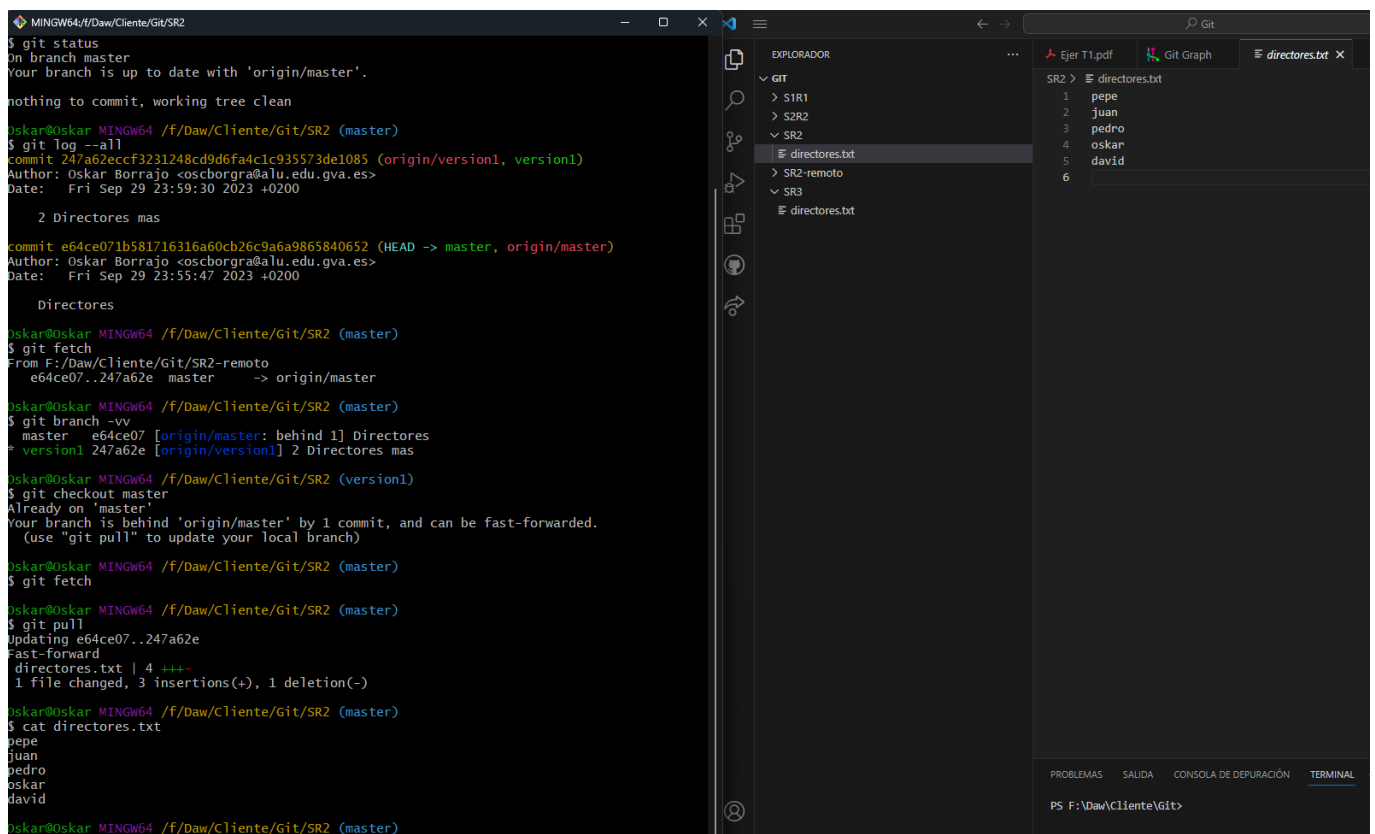 MINGW64:/f/Daw/Cliente/Git/SR2
$ git status
On branch master
Your branch is up to date with 'origin/master'.
nothing to commit, working tree clean
Oskar@Oskar MINGW64 /f/Daw/Cliente/Git/SR2 (master)
$ git log --all
commit 247a62eccf3231248cd9d6fa4c1c935573de1085 (origin/version1, version1)
Author: Oskar Borrajo <oscborgra@alu.edu.gva.es>
Date:   Fri Sep 29 23:59:30 2023 +0200
2 Directores mas
commit e64ce071b581716316a60cb26c9a6a9865840652 (HEAD -> master, origin/master)
Author: Oskar Borrajo <oscborgra@alu.edu.gva.es>
Date:   Fri Sep 29 23:55:47 2023 +0200
Directores
Oskar@Oskar MINGW64 /f/Daw/Cliente/Git/SR2 (master)
$ git fetch
From F:/Daw/Cliente/Git/SR2-remoto
e64ce07..247a62e  master     -> origin/master
Oskar@Oskar MINGW64 /f/Daw/Cliente/Git/SR2 (master)
$ git branch -vv
master   e64ce07 [origin/master: behind 1] Directores
* version1 247a62e [origin/version1] 2 Directores mas
Oskar@Oskar MINGW64 /f/Daw/Cliente/Git/SR2 (version1)
$ git checkout master
Already on 'master'
Your branch is behind 'origin/master' by 1 commit, and can be fast-forwarded.
(use "git pull" to update your local branch)
Oskar@Oskar MINGW64 /f/Daw/Cliente/Git/SR2 (master)
$ git fetch
Oskar@Oskar MINGW64 /f/Daw/Cliente/Git/SR2 (master)
$ git pull
Updating e64ce07..247a62e
Fast-forward
directores.txt | 4 +++-
1 file changed, 3 insertions(+), 1 deletion(-)
Oskar@Oskar MINGW64 /f/Daw/Cliente/Git/SR2 (master)
$ cat directores.txt
pepe
juan
pedro
oskar
david
Oskar@Oskar MINGW64 /f/Daw/Cliente/Git/SR2 (master)
Git
EXPLORADOR
GIT
S1R1
S2R2
SR2
directores.txt
SR2-remoto
SR3
directores.txt
Ejer T1.pdf
Git Graph
directores.txt
SR2 > directores.txt
1 pepe
2 juan
3 pedro
4 oskar
5 david
6
PROBLEMAS SALIDA CONSOLA DE DEPURACIÓN TERMINAL
PS F:\Daw\Cliente\Git>